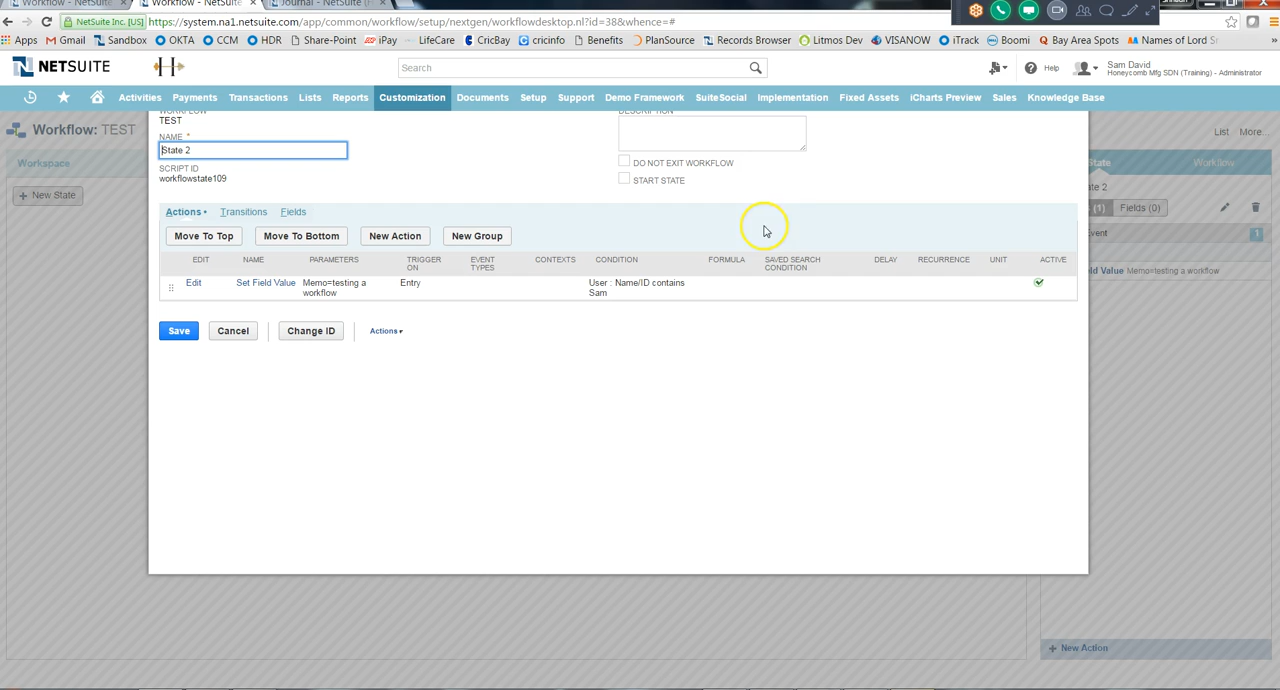 Workflow - NetSuite (N
Workflow - NetSuite (N
Journal - NetSuite (H
NetSuite Inc. [US] https://system.na1.netsuite.com/app/common/workflow/setup/nextgen/workflowdesktop.nl?id=38&whence=#
Apps Gmail Sandbox OKTA CCM HDR Share-Point iPay LifeCare CricBay cricinfo Benefits PlanSource Records Browser Litmos Dev VISANOW iTrack Boomi Bay Area Spots Names of Lord S
NETSUITE Search Help Sam David
Honeycomb Mfg SDN (Training) - Administrator
Activities Payments Transactions Lists Reports Customization Documents Setup Support Demo Framework SuiteSocial Implementation Fixed Assets iCharts Preview Sales Knowledge Base
Workflow: TEST List More...
WORKFLOW DESCRIPTION
TEST
NAME *
State 2
SCRIPT ID
workflowstate109
DO NOT EXIT WORKFLOW
START STATE
Workspace
+ New State
Actions • Transitions Fields
Move To Top Move To Bottom New Action New Group
EDIT NAME PARAMETERS TRIGGER ON EVENT TYPES CONTEXTS CONDITION FORMULA SAVED SEARCH CONDITION DELAY RECURRENCE UNIT ACTIVE
Edit Set Field Value Memo=testing a workflow Entry User : Name/ID contains Sam
Save Cancel Change ID Actions
State Workflow
te 2
(1) Fields (0)
Event 1
ld Value Memo=testing a workflow
+ New Action